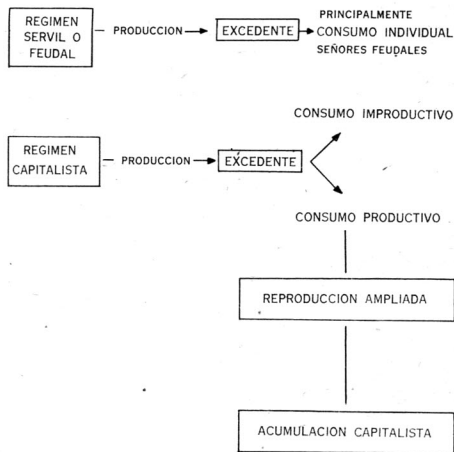 REGIMEN
SERVIL O
FEUDAL
PRODUCCION
EXCEDENTE
PRINCIPALMENTE
CONSUMO INDIVIDUAL
SEÑORES FEUDALES
CONSUMO IMPRODUCTIVO
REGIMEN
CAPITALISTA
PRODUCCION
EXCEDENTE
CONSUMO PRODUCTIVO
REPRODUCCION AMPLIADA
ACUMULACION CAPITALISTA